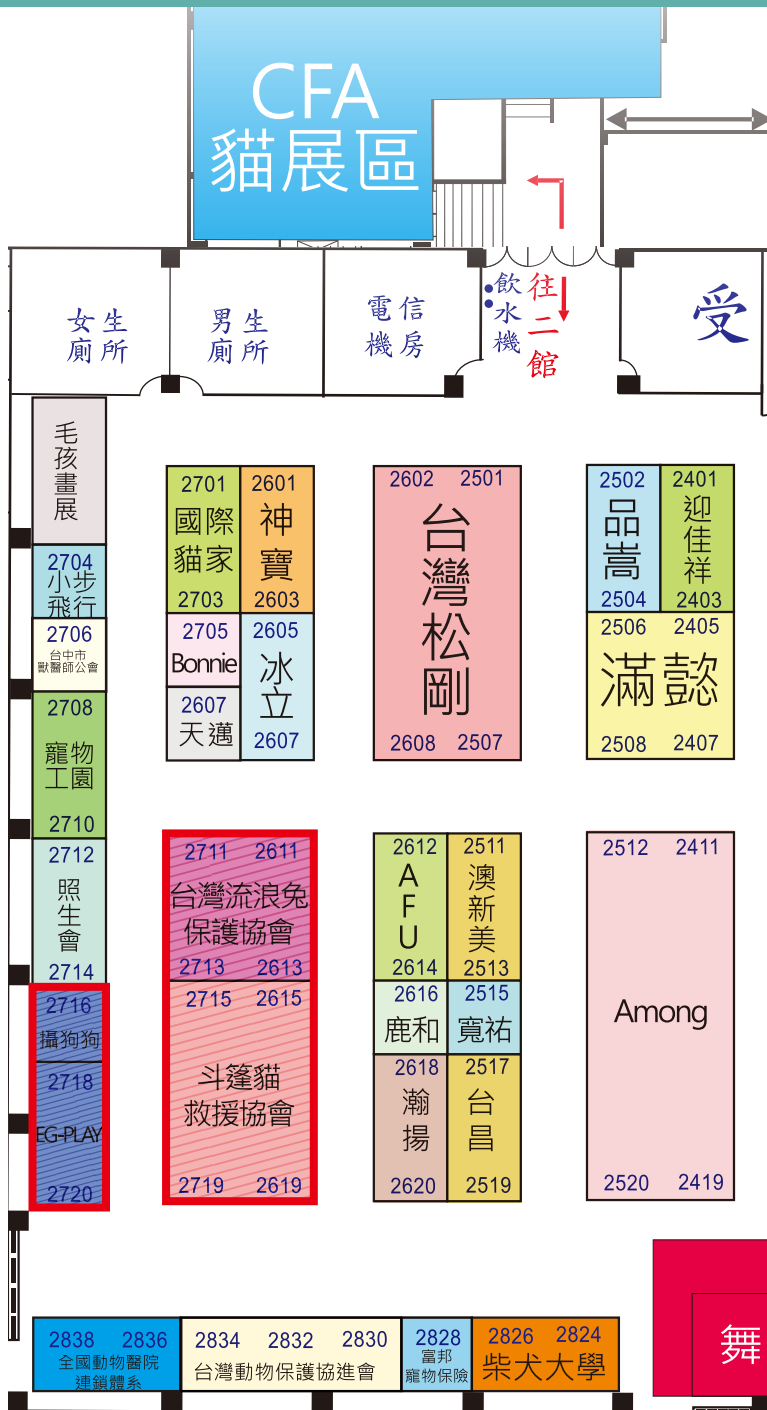 CFA
貓展區
女生
廁所
男生
廁所
電信
機房
飲水機
往二館
受
毛孩畫展
2704
小步
飛行
2706
台中市
獸醫師公會
2708
寵物
工園
2710
2712
照生會
2714
2716
攝狗狗
2718
EG-PLAY
2720
2701
國際
貓家
2703
2601
神寶
2603
2705
Bonnie
2607
天邁
2605
冰立
2607
2602 2501
台灣松剛
2608 2507
2502
品嵩
2504
2401
迎佳祥
2403
2506 2405
滿懿
2508 2407
2711 2611
台灣流浪兔
保護協會
2713 2613
2715 2615
斗篷貓
救援協會
2719 2619
2612
AFU
2614
2511
澳新美
2513
2616
鹿和
2515
寬祐
2618
瀚揚
2620
2517
台昌
2519
2512 2411
Among
2520 2419
舞
2838 2836
全國動物醫院
連鎖體系
2834 2832 2830
台灣動物保護協進會
2828
富邦
寵物保險
2826 2824
柴犬大學